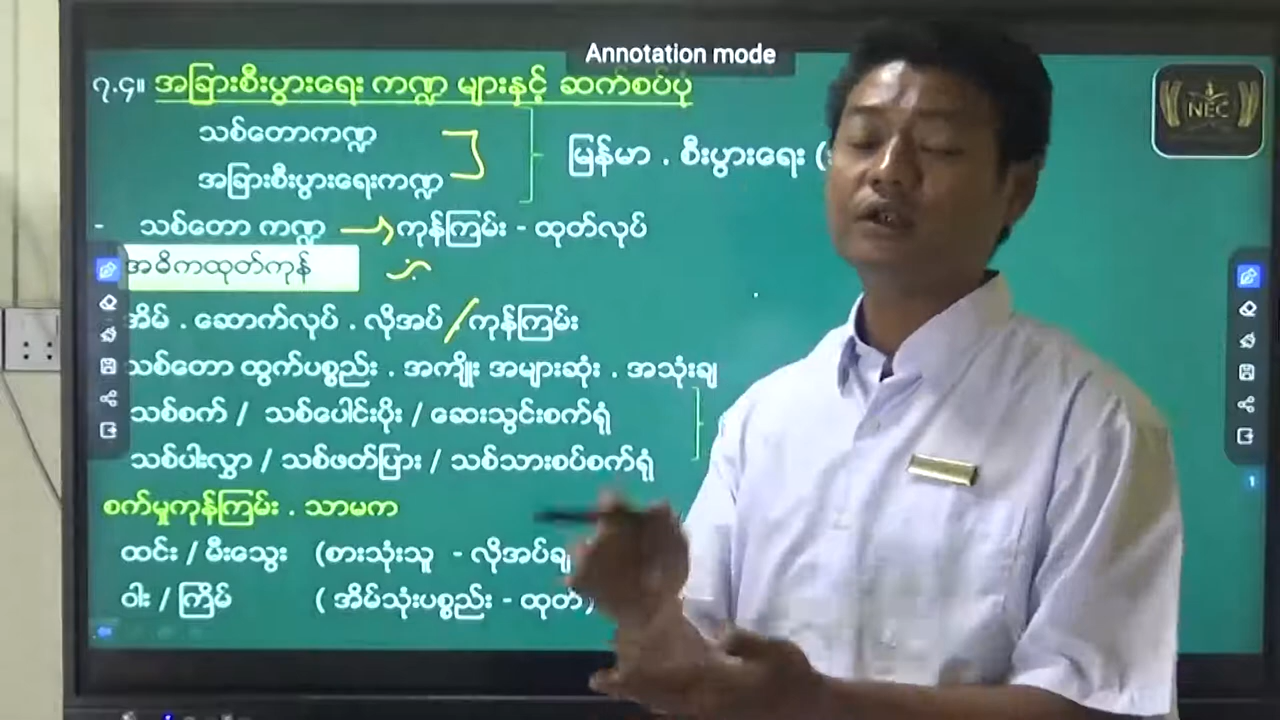 Annotation mode
၇.၄။ အခြားစီးပွားရေး ကဏ္ဍ များနှင့် ဆက်စပ်ပုံ
NEC
သစ်တောကဏ္ဍ
အခြားစီးပွားရေးကဏ္ဍ
မြန်မာ . စီးပွားရေး (
- သစ်တော ကဏ္ဍ ကုန်ကြမ်း - ထုတ်လုပ်
အဓိကထုတ်ကုန်
အိမ် . ဆောက်လုပ် . လိုအပ် / ကုန်ကြမ်း
သစ်တော ထွက်ပစ္စည်း . အကျိုး အများဆုံး . အသုံးချ
သစ်စက် / သစ်ပေါင်းပိုး / ဆေးသွင်းစက်ရုံ
သစ်ပါးလွှာ / သစ်ဖတ်ပြား / သစ်သားစပ်စက်ရုံ
စက်မှုကုန်ကြမ်း . သာမက
ထင်း / မီးသွေး (စားသုံးသူ - လိုအပ်ချ
ဝါး / ကြိမ် ( အိမ်သုံးပစ္စည်း - ထုတ်)
1